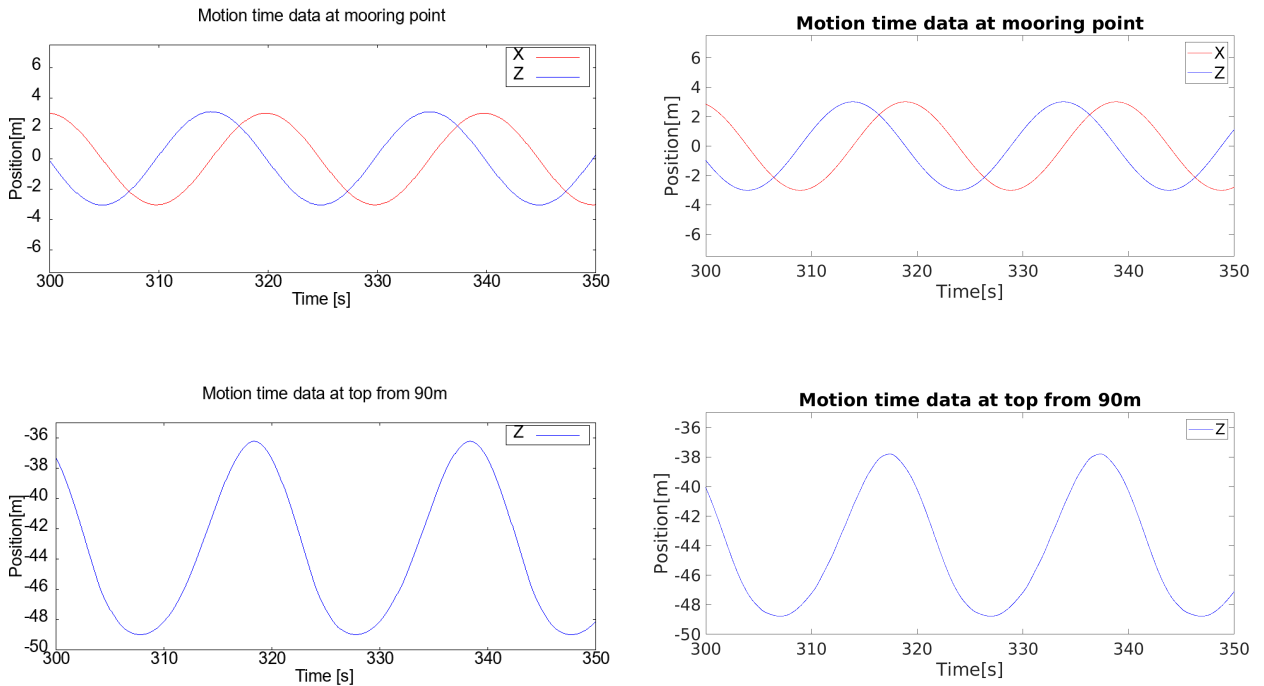 Motion time data at mooring point
X
Z
6
4
2
0
-2
-4
-6
Position[m]
300 310 320 330 340 350
Time [s]
Motion time data at mooring point
X
Z
6
4
2
0
-2
-4
-6
Position[m]
300 310 320 330 340 350
Time[s]
Motion time data at top from 90m
Z
-36
-38
-40
-42
-44
-46
-48
-50
Position[m]
300 310 320 330 340 350
Time [s]
Motion time data at top from 90m
Z
-36
-38
-40
-42
-44
-46
-48
-50
Position[m]
300 310 320 330 340 350
Time[s]